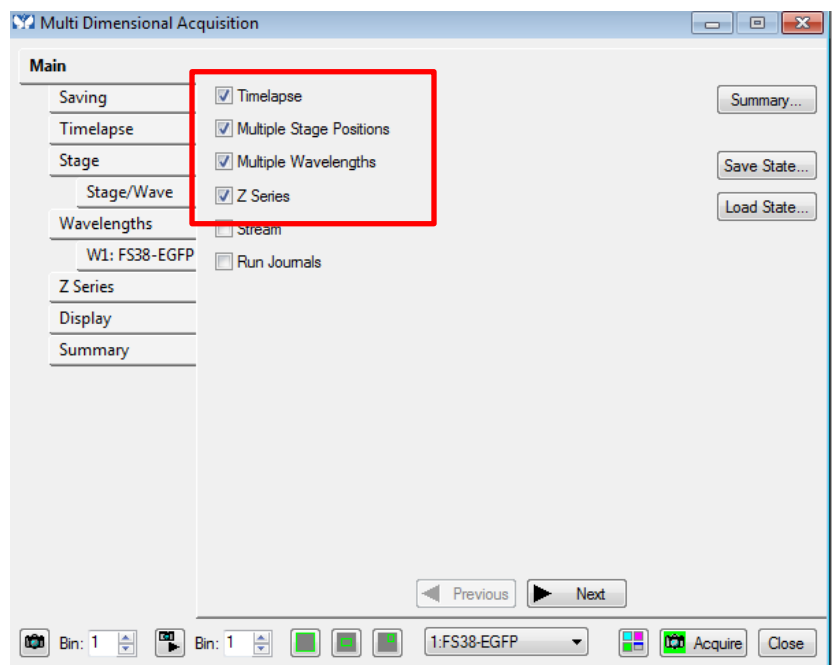 Multi Dimensional Acquisition
Main
Saving
Timelapse
Stage
Stage/Wave
Wavelengths
W1: FS38-EGFP
Z Series
Display
Summary
Timelapse
Multiple Stage Positions
Multiple Wavelengths
Z Series
Stream
Run Journals
Summary...
Save State...
Load State...
Previous
Next
Bin: 1
Bin: 1
1:FS38-EGFP
Acquire
Close